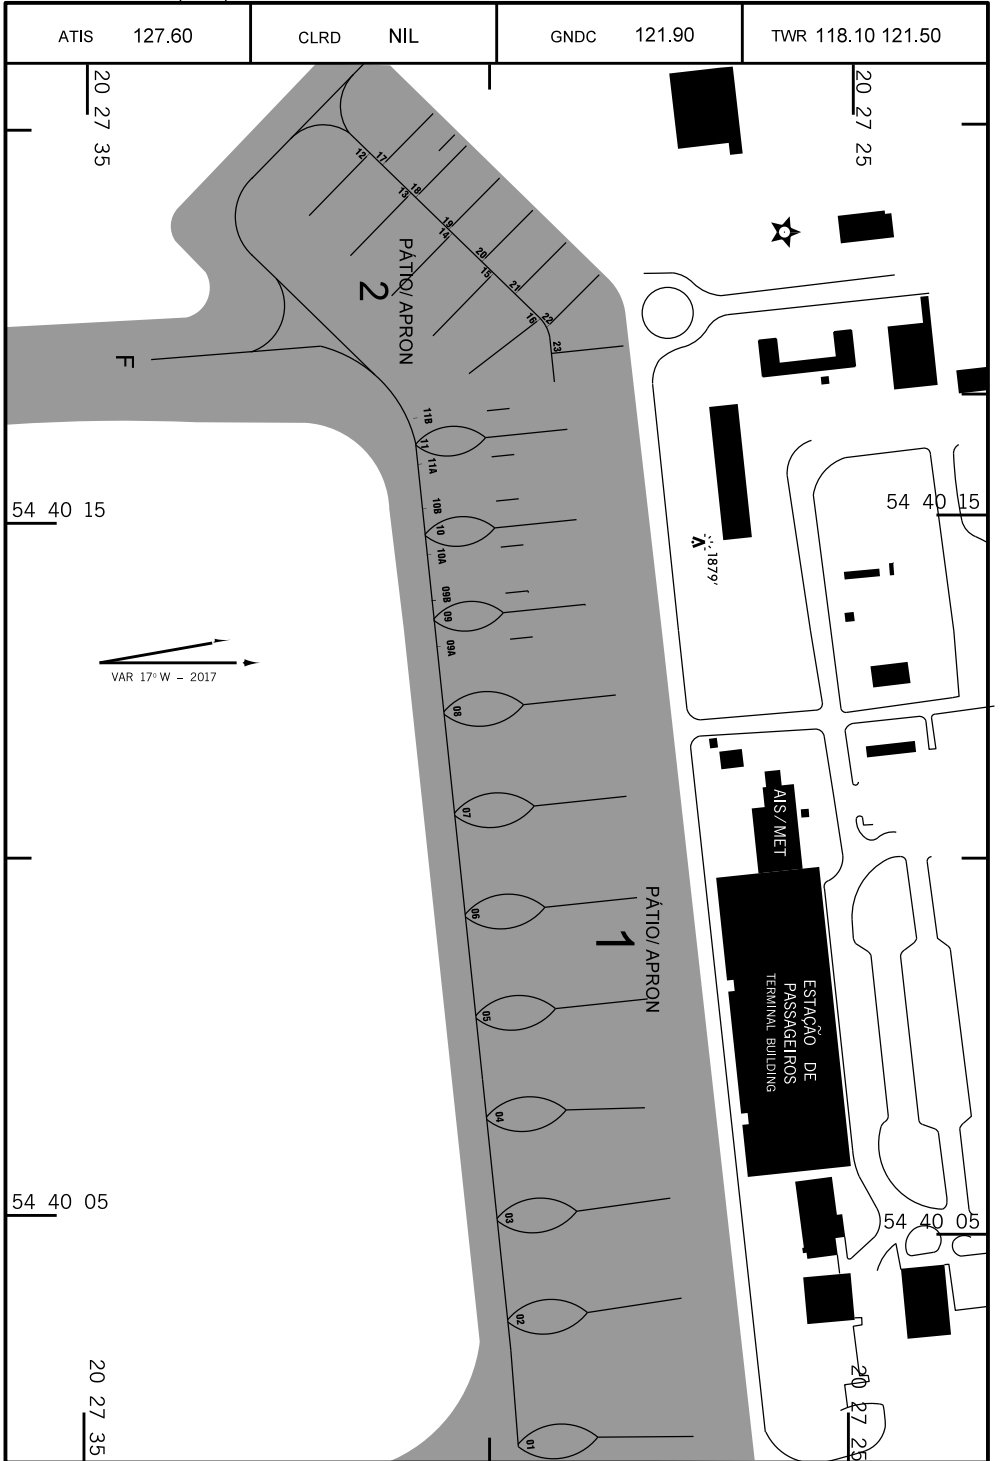 ATIS 127.60
CLRD NIL
GNDC 121.90
TWR 118.10 121.50
20 27 35
20 27 25
12
17
13
18
19
14
20
15
21
16
22
23
PÁTIO/APRON
2
F
11B
11
11A
10B
10
10A
09B
09
09A
54 40 15
54 40 15
1879'
VAR 17º W - 2017
08
07
06
05
04
03
02
01
AIS/MET
PÁTIO/APRON
1
ESTAÇÃO DE
PASSAGEIROS
TERMINAL BUILDING
54 40 05
54 40 05
20 27 35
20 27 25